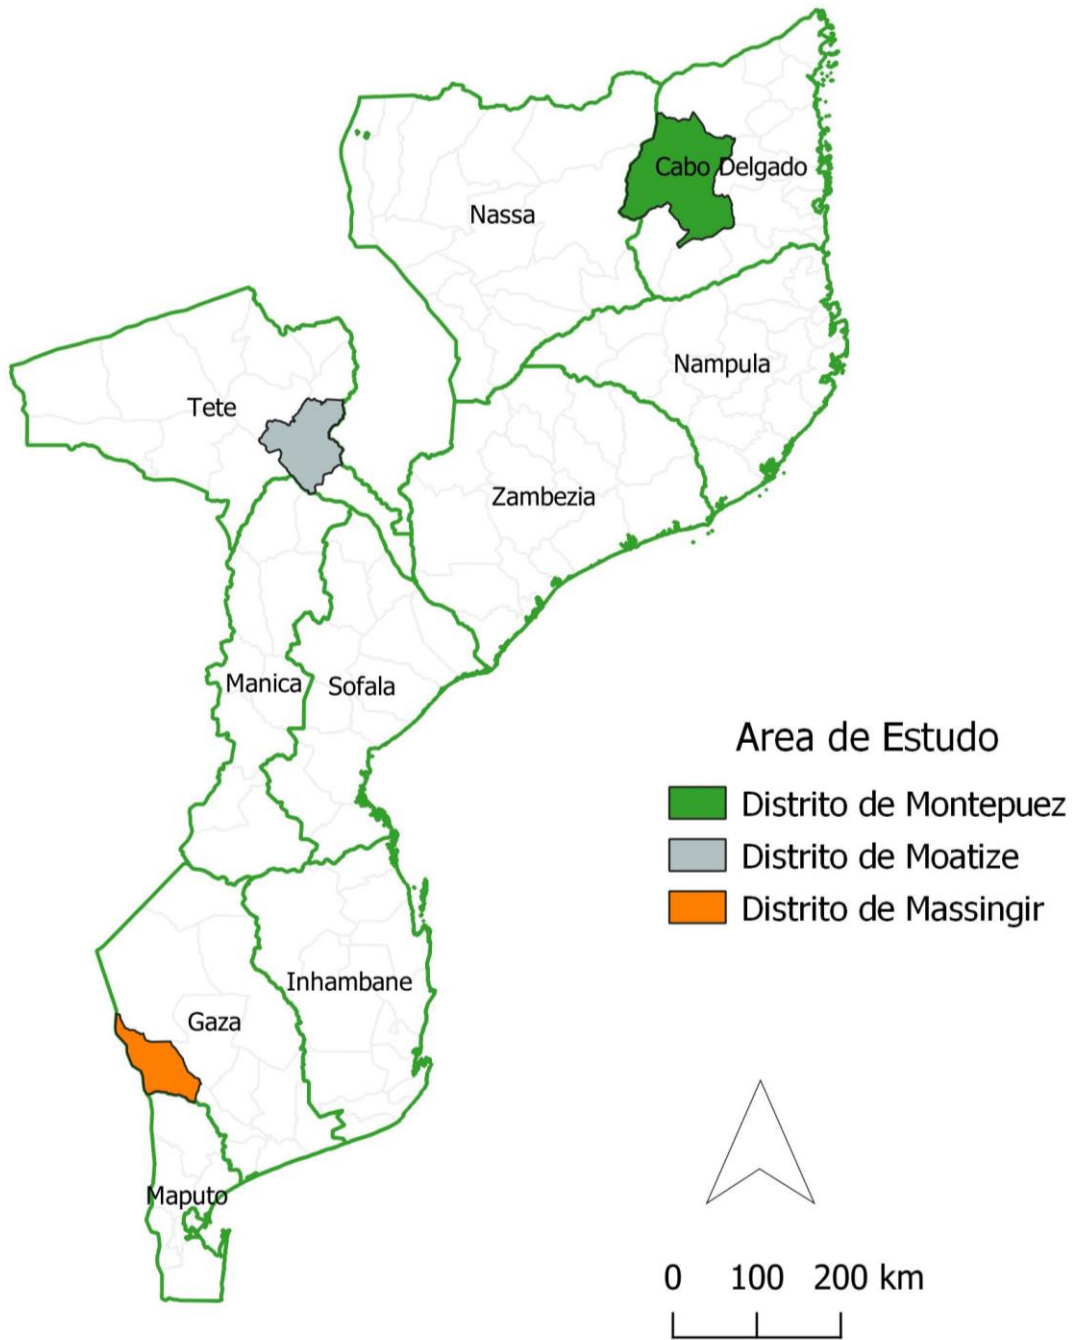 Cabo Delgado
Nassa
Nampula
Tete
Zambezia
Manica
Sofala
Area de Estudo
Distrito de Montepuez
Distrito de Moatize
Distrito de Massingir
Inhambane
Gaza
Maputo
0 100 200 km